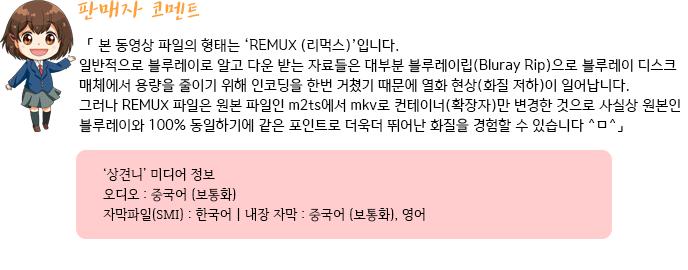 판매자 코멘트
「 본 동영상 파일의 형태는 ‘REMUX (리먹스)’입니다.
일반적으로 블루레이로 알고 다운 받는 자료들은 대부분 블루레이립(Bluray Rip)으로 블루레이 디스크
매체에서 용량을 줄이기 위해 인코딩을 한번 거쳤기 때문에 열화 현상(화질 저하)이 일어납니다.
그러나 REMUX 파일은 원본 파일인 m2ts에서 mkv로 컨테이너(확장자)만 변경한 것으로 사실상 원본인
블루레이와 100% 동일하기에 같은 포인트로 더욱더 뛰어난 화질을 경험할 수 있습니다 ^ㅁ^」
‘상견니’ 미디어 정보
오디오 : 중국어 (보통화)
자막파일(SMI) : 한국어 | 내장 자막 : 중국어 (보통화), 영어